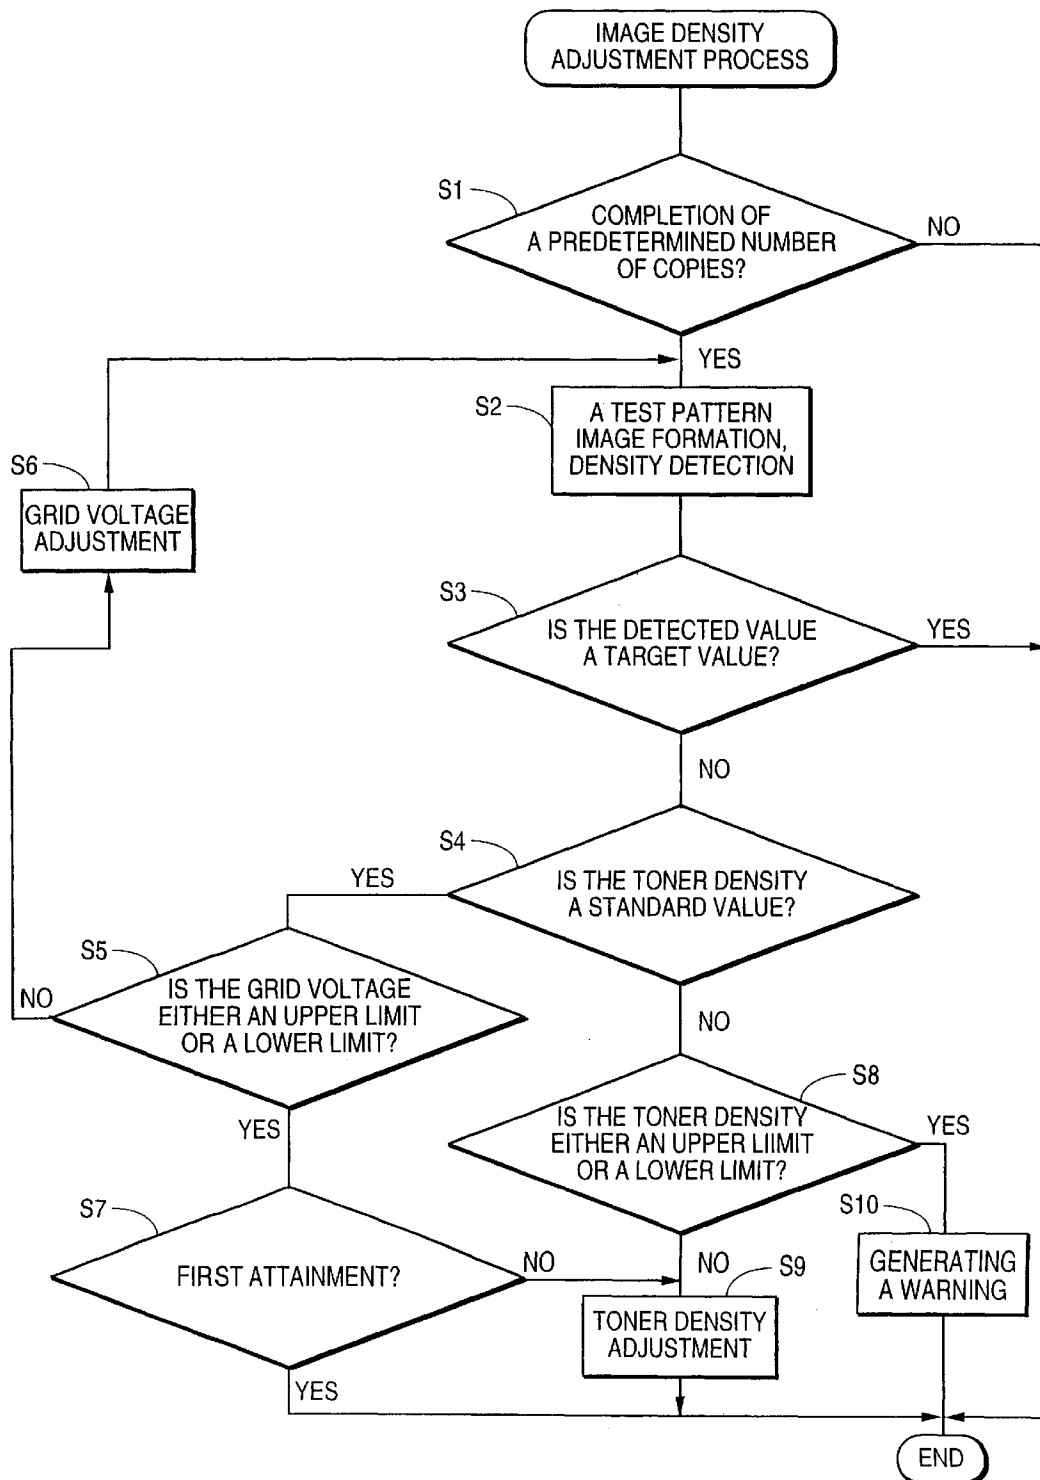 IMAGE DENSITY
ADJUSTMENT PROCESS
S1
COMPLETION OF
A PREDETERMINED NUMBER
OF COPIES?
NO
YES
S2
A TEST PATTERN
IMAGE FORMATION,
DENSITY DETECTION
S6
GRID VOLTAGE
ADJUSTMENT
S3
IS THE DETECTED VALUE
A TARGET VALUE?
YES
NO
S4
IS THE TONER DENSITY
A STANDARD VALUE?
YES
NO
S5
IS THE GRID VOLTAGE
EITHER AN UPPER LIMIT
OR A LOWER LIMIT?
NO
YES
S8
IS THE TONER DENSITY
EITHER AN UPPER LIIMIT
OR A LOWER LIMIT?
YES
NO
S7
FIRST ATTAINMENT?
NO
YES
S9
TONER DENSITY
ADJUSTMENT
S10
GENERATING
A WARNING
END